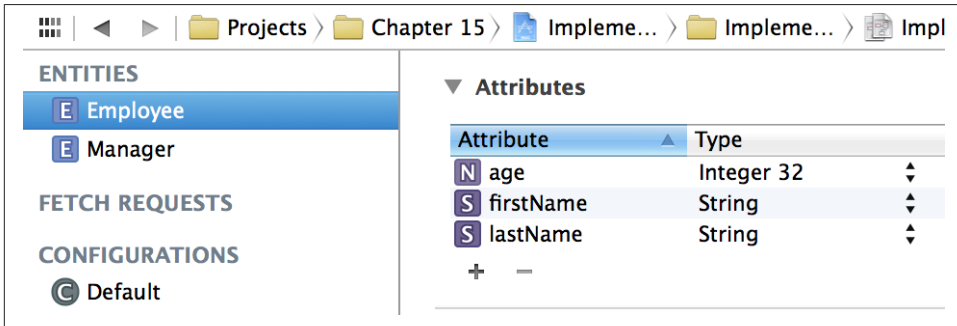 Projects Chapter 15 Impleme... Impleme... Impl
ENTITIES
E Employee
E Manager
FETCH REQUESTS
CONFIGURATIONS
C Default
Attributes
Attribute Type
N age Integer 32
S firstName String
S lastName String
+ −